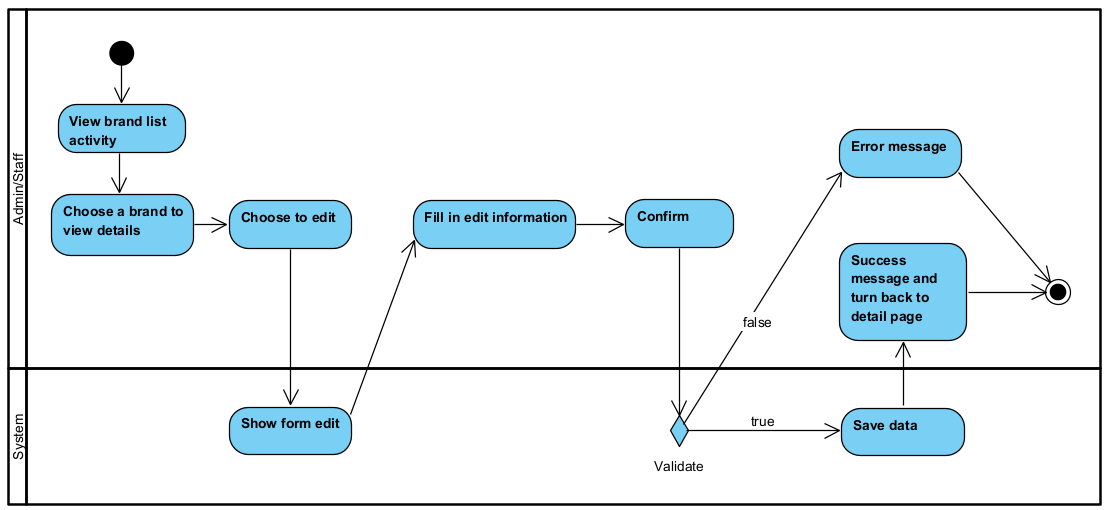 Admin/Staff
View brand list
activity
Choose a brand to
view details
Choose to edit
Fill in edit information
Confirm
Error message
Success
message and
turn back to
detail page
false
System
Show form edit
true
Validate
Save data